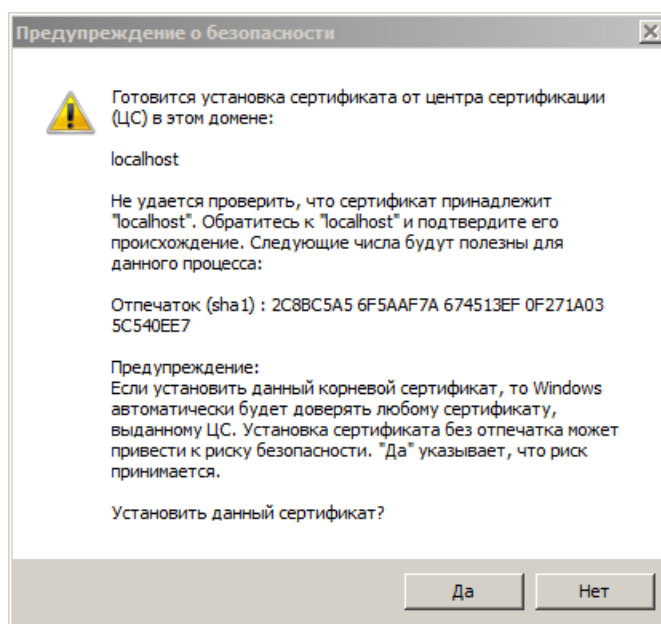 Предупреждение о безопасности
Готовится установка сертификата от центра сертификации
(ЦС) в этом домене:
localhost
Не удается проверить, что сертификат принадлежит
"localhost". Обратитесь к "localhost" и подтвердите его
происхождение. Следующие числа будут полезны для
данного процесса:
Отпечаток (sha1) : 2C8BC5A5 6F5AAF7A 674513EF 0F271A03
5C540EE7
Предупреждение:
Если установить данный корневой сертификат, то Windows
автоматически будет доверять любому сертификату,
выданному ЦС. Установка сертификата без отпечатка может
привести к риску безопасности. "Да" указывает, что риск
принимается.
Установить данный сертификат?
Да Нет